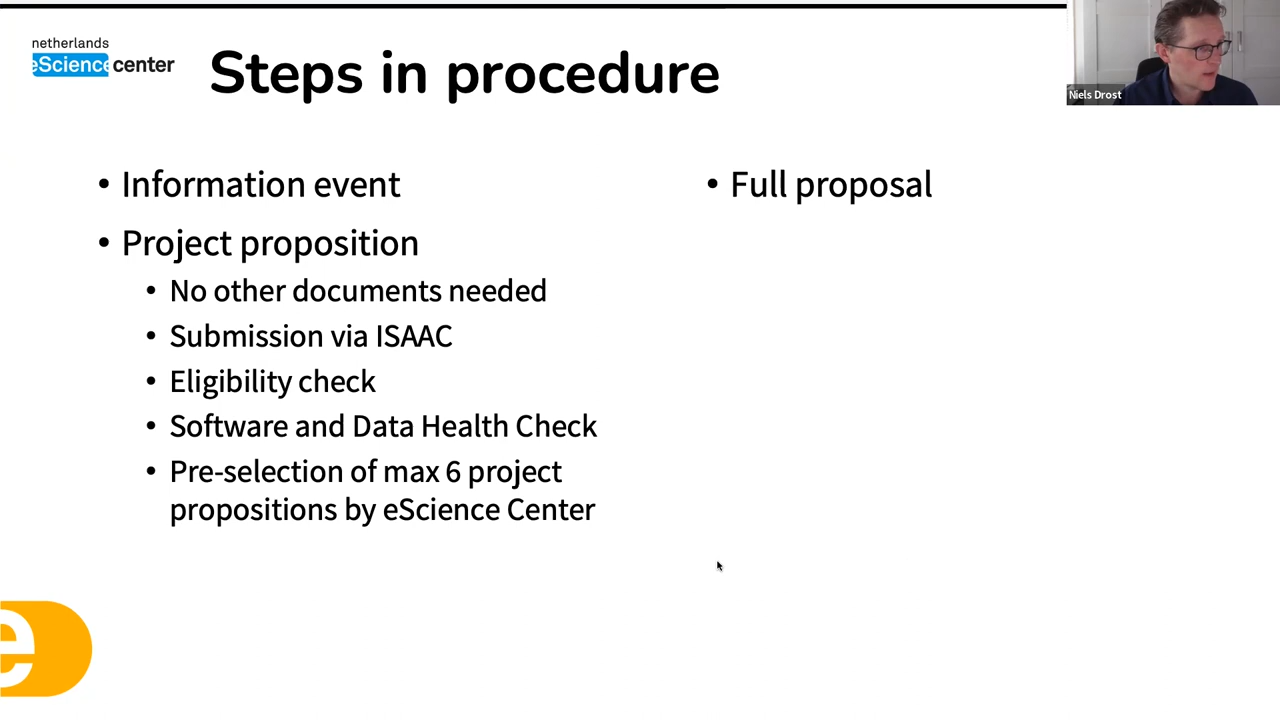 netherlands
eScience center
Steps in procedure
Niels Drost
• Information event
• Project proposition
• No other documents needed
• Submission via ISAAC
• Eligibility check
• Software and Data Health Check
• Pre-selection of max 6 project
propositions by eScience Center
• Full proposal
e